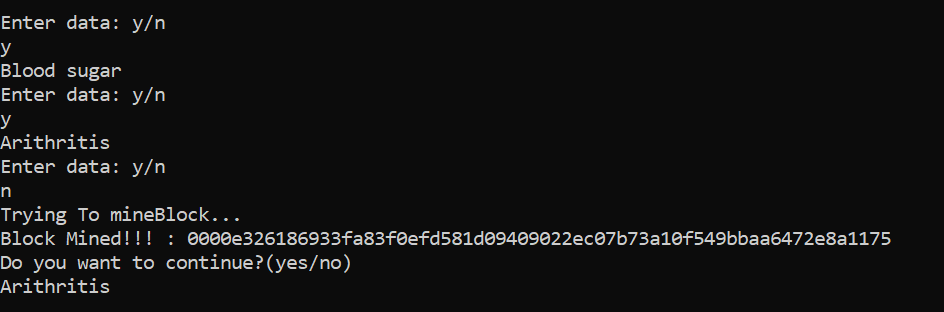 Enter data: y/n
y
Blood sugar
Enter data: y/n
y
Arithritis
Enter data: y/n
n
Trying To mineBlock...
Block Mined!!! : 0000e326186933fa83f0efd581d09409022ec07b73a10f549bbaa6472e8a1175
Do you want to continue?(yes/no)
Arithritis